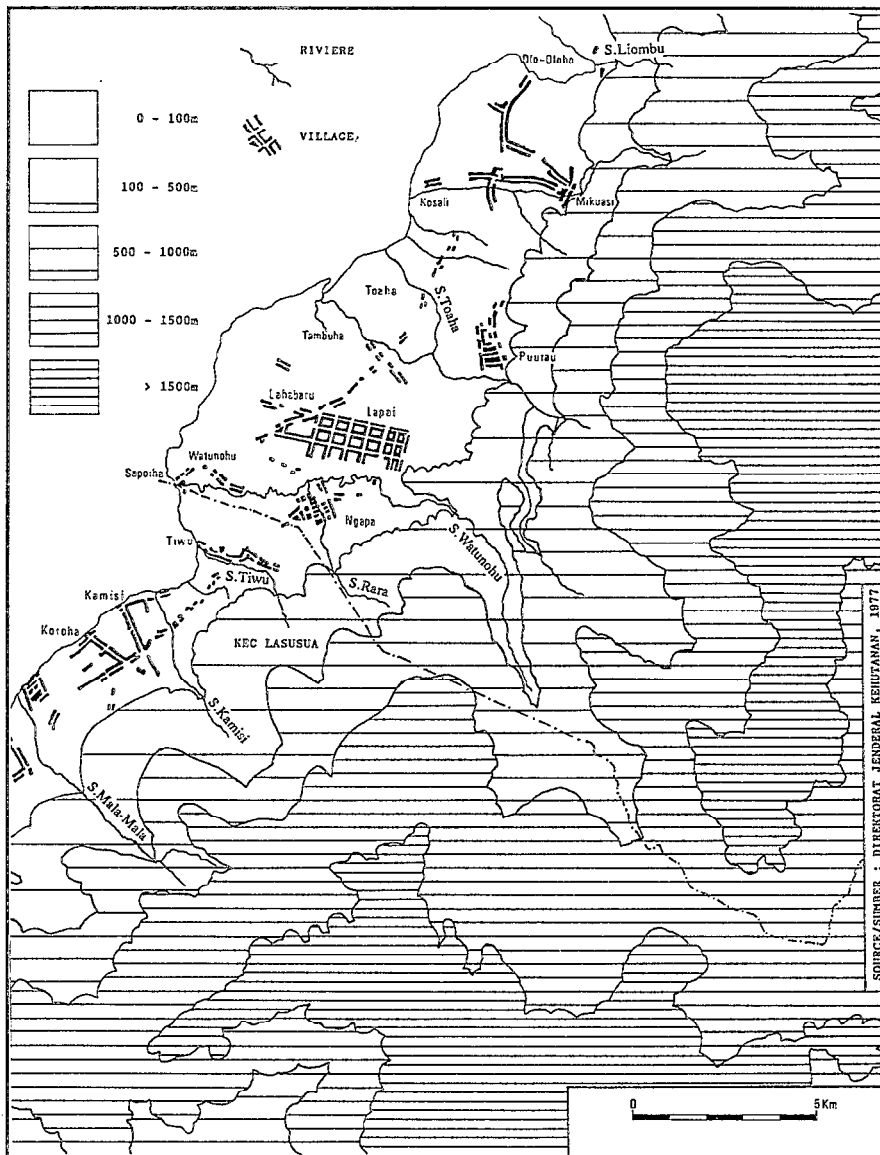 RIVIERE
VILLAGE
0 - 100m
100 - 500m
500 - 1000m
1000 - 1500m
> 1500m
S.Liombu
Olo-Oloho
Kosali
Mikuasi
Toaha
S.Toaha
Tambuha
Puurau
Lahabaru
Lapai
Watunohu
Sapoiha
Ngapa
S.Watunohu
Tiwu
S.Tiwu
S.Rara
Kamisi
Koroha
KEC LASUSUA
S.Kamisi
S.Mala-Mala
SOURCE/SUMBER : DIREKTORAT JENDERAL KEHUTANAN, 1977
0 5Km